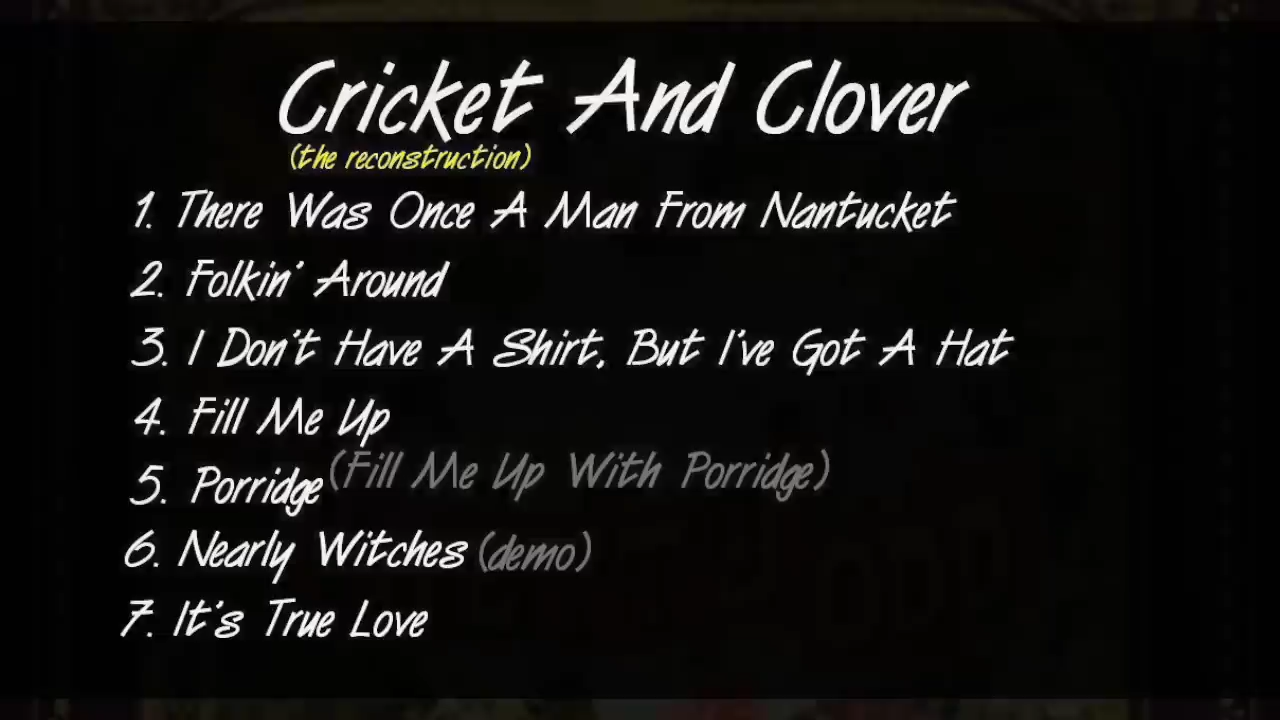 Cricket And Clover
(the reconstruction)
1. There Was Once A Man From Nantucket
2. Folkin' Around
3. I Don't Have A Shirt, But I've Got A Hat
4. Fill Me Up
5. Porridge (Fill Me Up With Porridge)
6. Nearly Witches (demo)
7. It's True Love